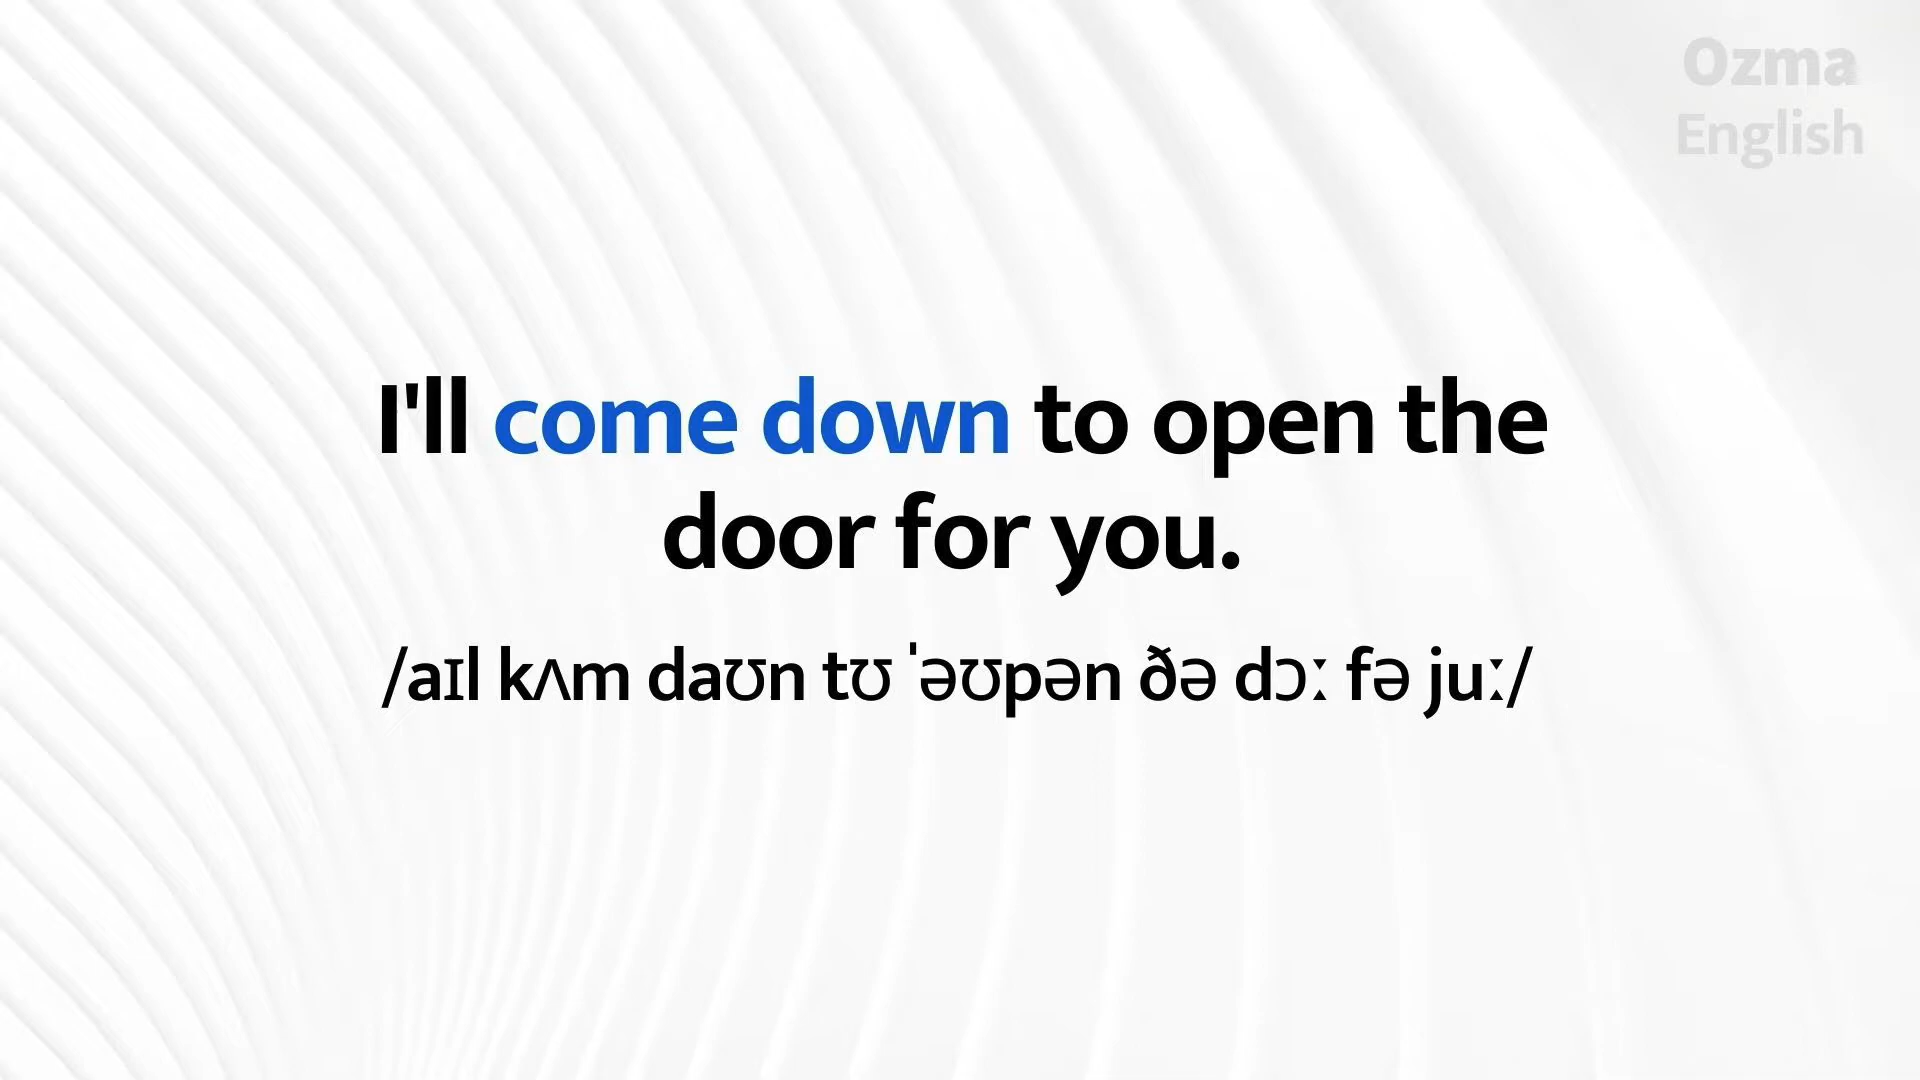 Ozma
English
I'll come down to open the
door for you.
/aɪl kʌm daʊn tʊ ˈəʊpən ðə dɔː fə juː/